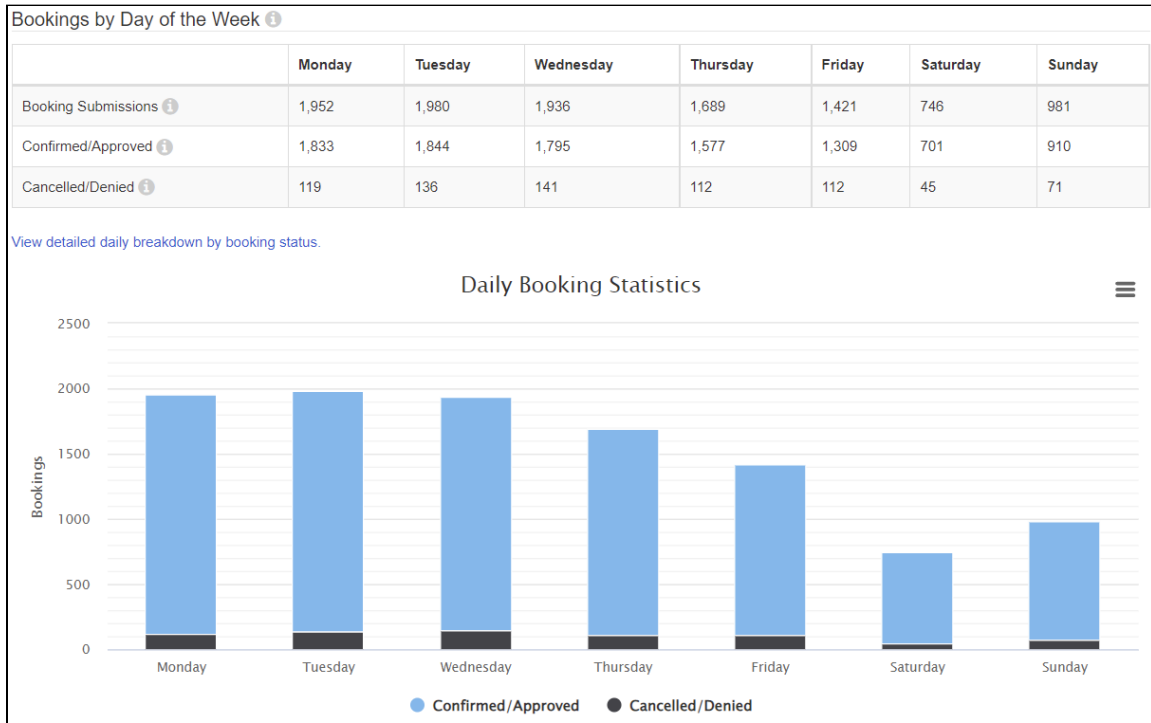 Bookings by Day of the Week
Monday Tuesday Wednesday Thursday Friday Saturday Sunday
Booking Submissions 1,952 1,980 1,936 1,689 1,421 746 981
Confirmed/Approved 1,833 1,844 1,795 1,577 1,309 701 910
Cancelled/Denied 119 136 141 112 112 45 71
View detailed daily breakdown by booking status.
Daily Booking Statistics
2500
2000
1500
1000
500
0
Bookings
Monday Tuesday Wednesday Thursday Friday Saturday Sunday
Confirmed/Approved Cancelled/Denied